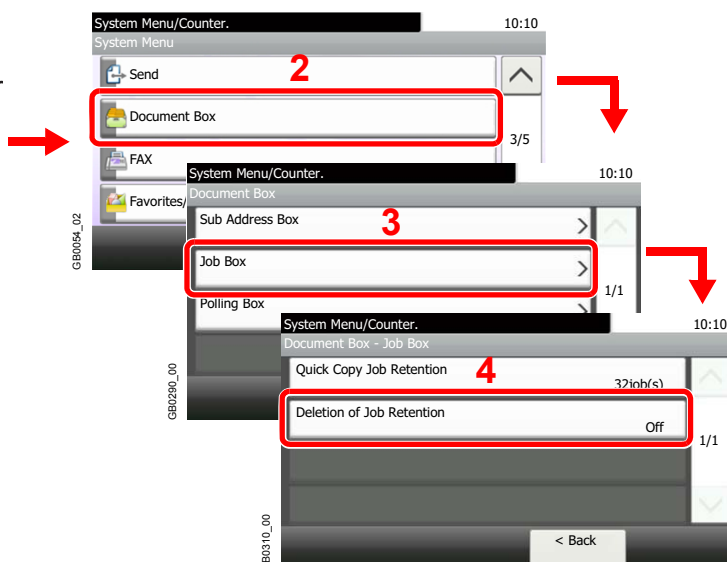 System Menu/Counter. 10:10
System Menu
Send
2
Document Box
3/5
FAX
Favorites/
GB0054_02
System Menu/Counter. 10:10
Document Box
Sub Address Box
3
Job Box
1/1
Polling Box
GB0290_00
System Menu/Counter. 10:10
Document Box - Job Box
Quick Copy Job Retention
4
32job(s)
Deletion of Job Retention
Off
1/1
B0310_00
< Back